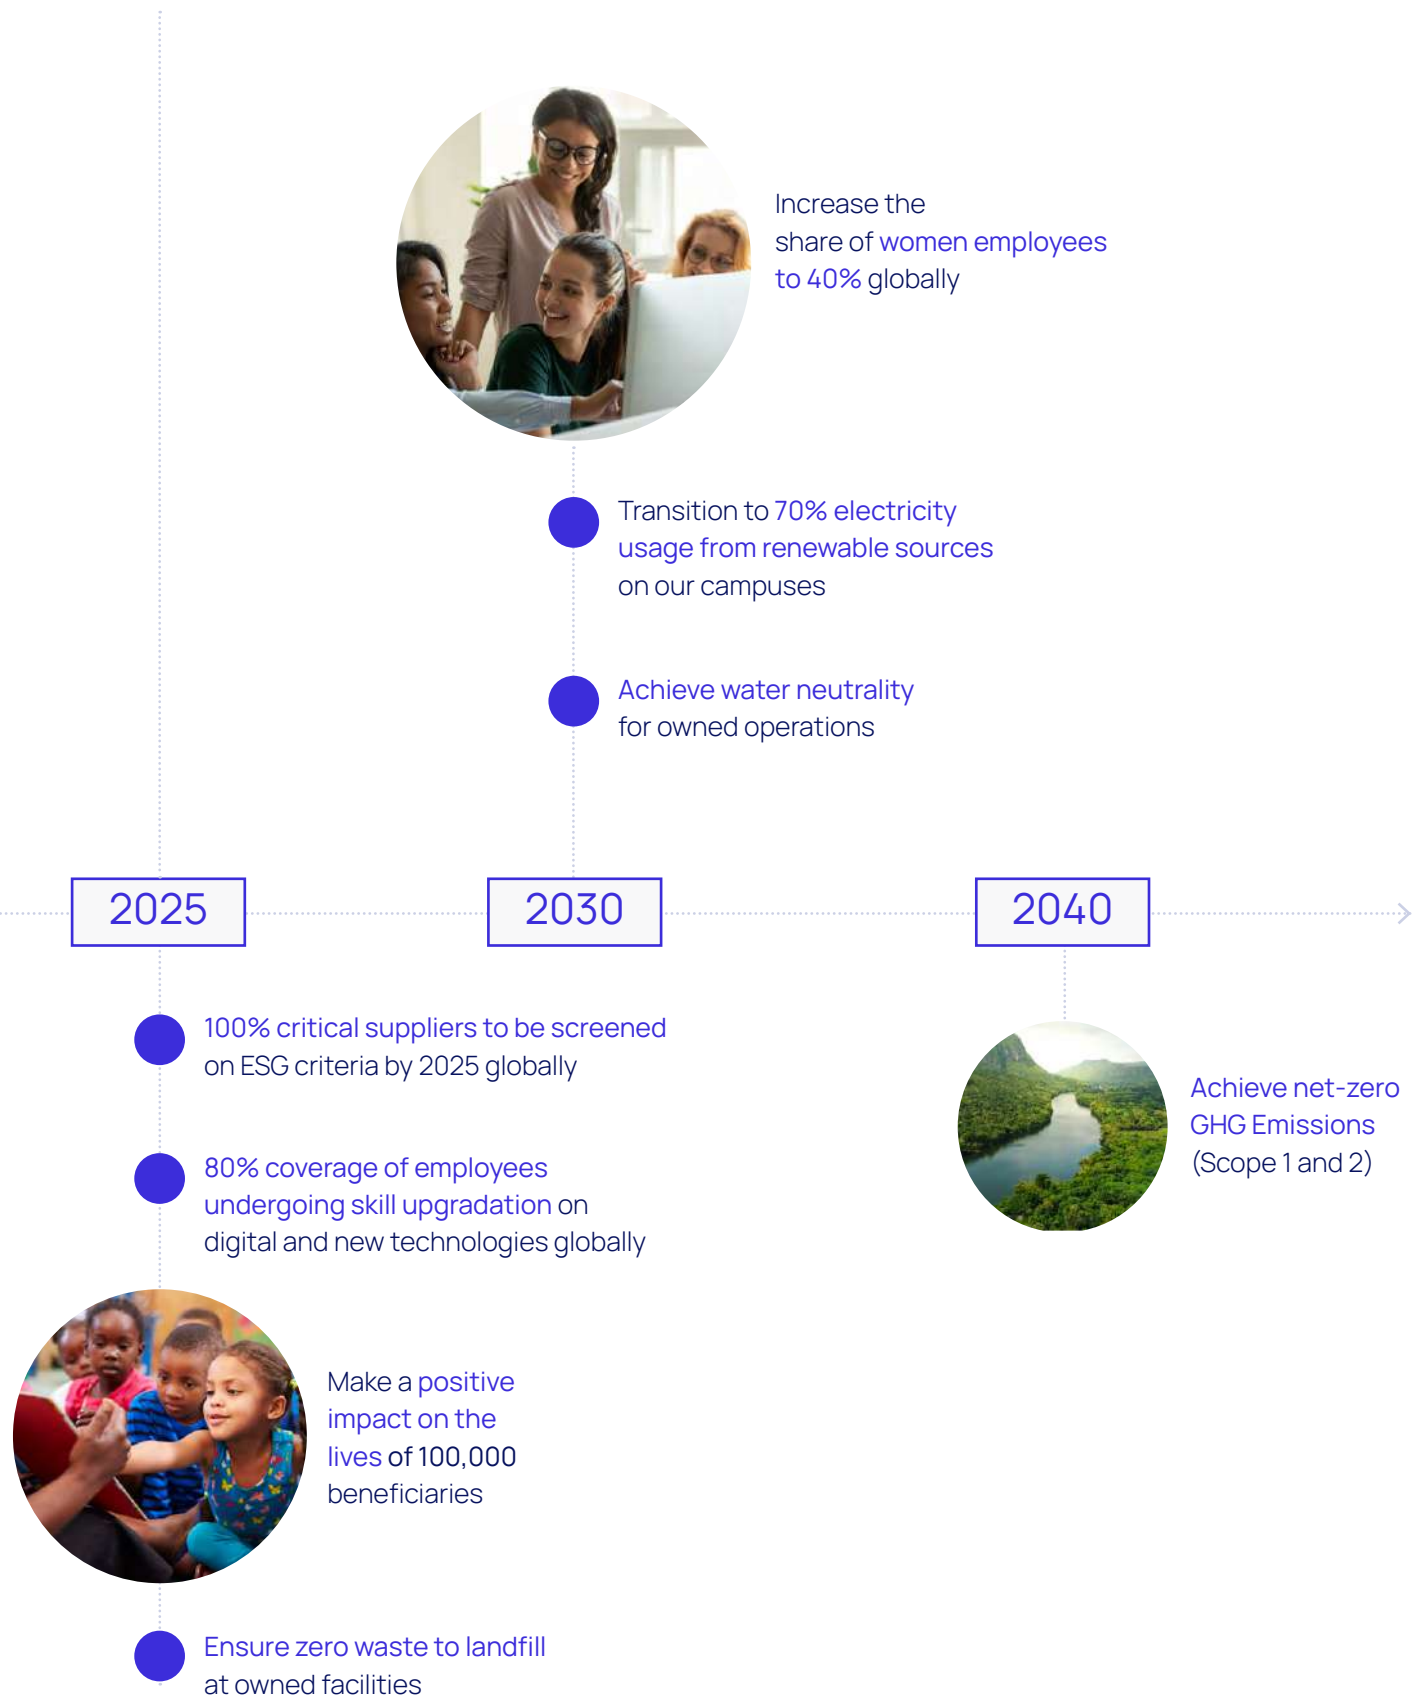 Increase the
share of women employees
to 40% globally
Transition to 70% electricity
usage from renewable sources
on our campuses
Achieve water neutrality
for owned operations
2025
2030
2040
100% critical suppliers to be screened
on ESG criteria by 2025 globally
80% coverage of employees
undergoing skill upgradation on
digital and new technologies globally
Achieve net-zero
GHG Emissions
(Scope 1 and 2)
Make a positive
impact on the
lives of 100,000
beneficiaries
Ensure zero waste to landfill
at owned facilities